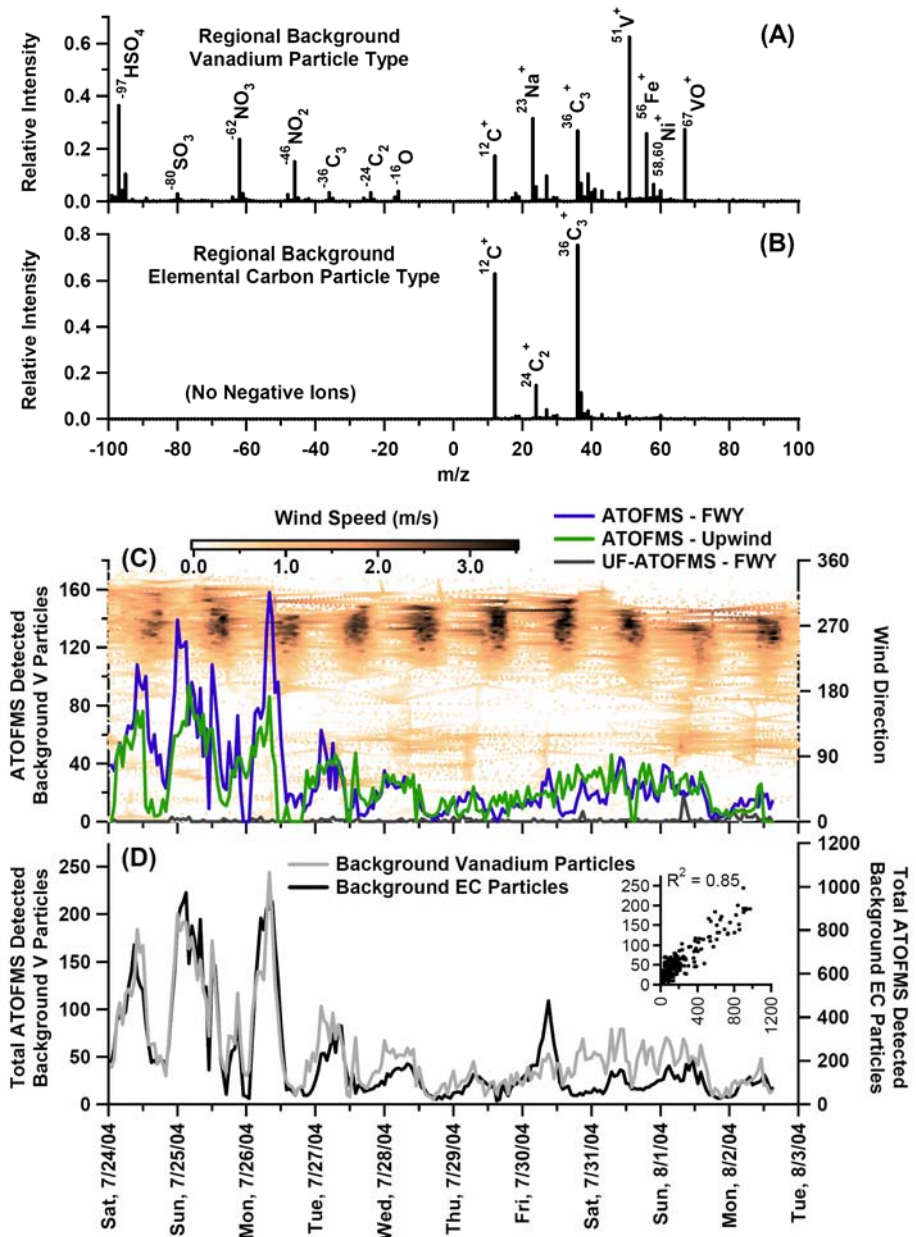 (A)
Regional Background
Vanadium Particle Type
Relative Intensity
0.6
0.4
0.2
0.0
-97HSO4
-80SO3
-62NO3
-46NO2
-36C3
-24C2
-16O
12C+
23Na+
36C3+
51V+
56Fe+
58,60Ni+
67VO+
(B)
Regional Background
Elemental Carbon Particle Type
(No Negative Ions)
Relative Intensity
0.8
0.6
0.4
0.2
0.0
12C+
24C2+
36C3+
-100 -80 -60 -40 -20 0 20 40 60 80 100
m/z
Wind Speed (m/s)
0.0 1.0 2.0 3.0
ATOFMS - FWY
ATOFMS - Upwind
UF-ATOFMS - FWY
(C)
ATOFMS Detected
Background V Particles
160
120
80
40
0
360
270
180
90
0
Wind Direction
(D)
Background Vanadium Particles
Background EC Particles
Total ATOFMS Detected
Background V Particles
250
200
150
100
50
0
1200
1000
800
600
400
200
0
Total ATOFMS Detected
Background EC Particles
R2 = 0.85
250
200
150
100
50
0
0 400 800 1200
Sat, 7/24/04
Sun, 7/25/04
Mon, 7/26/04
Tue, 7/27/04
Wed, 7/28/04
Thu, 7/29/04
Fri, 7/30/04
Sat, 7/31/04
Sun, 8/1/04
Mon, 8/2/04
Tue, 8/3/04